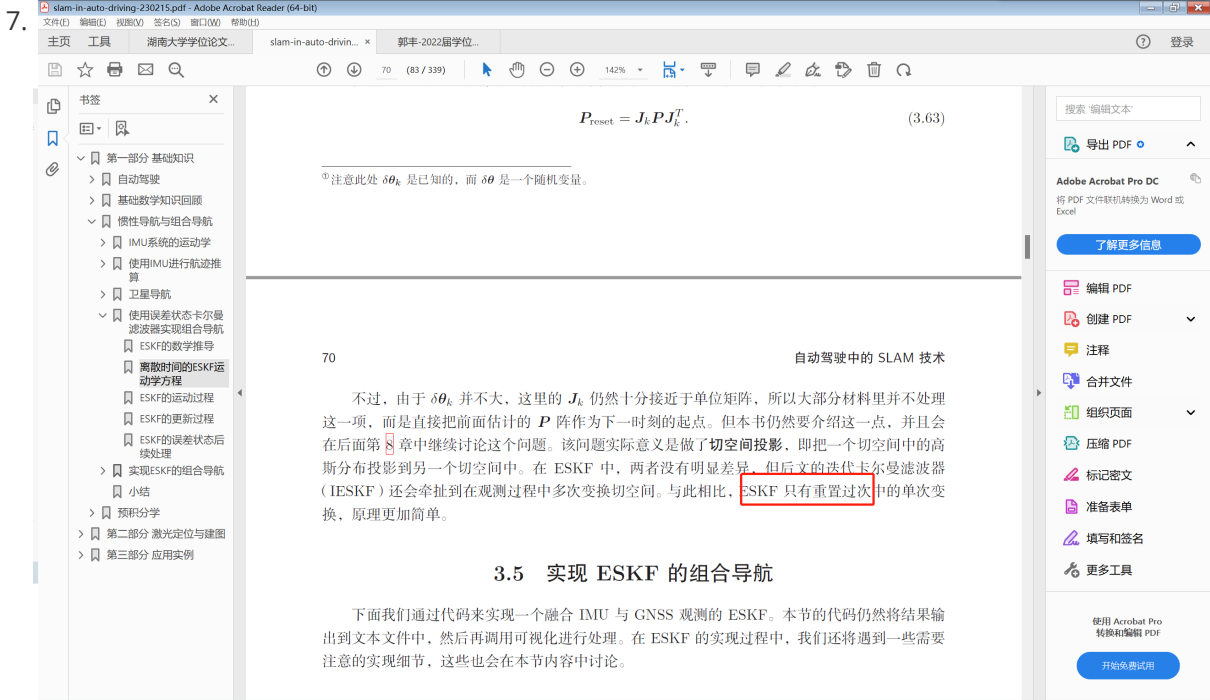 7.
slam-in-auto-driving-230215.pdf - Adobe Acrobat Reader (64-bit)
文件(F) 编辑(E) 视图(V) 签名(S) 窗口(W) 帮助(H)
主页 工具 湖南大学学位论文... slam-in-auto-drivin... × 郭丰-2022届学位... 登录
70 (83 / 339) 142%
书签
第一部分 基础知识
自动驾驶
基础数学知识回顾
惯性导航与组合导航
IMU系统的运动学
使用IMU进行航迹推
算
卫星导航
使用误差状态卡尔曼
滤波器实现组合导航
ESKF的数学推导
离散时间的ESKF运
动学方程
ESKF的运动过程
ESKF的更新过程
ESKF的误差状态后
续处理
实现ESKF的组合导航
小结
预积分学
第二部分 激光定位与建图
第三部分 应用实例
P_reset = J_k P J_k^T. (3.63)
①注意此处 δθ_k 是已知的，而 δθ 是一个随机变量。
70 自动驾驶中的 SLAM 技术
不过，由于 δθ_k 并不大，这里的 J_k 仍然十分接近于单位矩阵，所以大部分材料里并不处理
这一项，而是直接把前面估计的 P 阵作为下一时刻的起点。但本书仍然要介绍这一点，并且会
在后面第 8 章中继续讨论这个问题。该问题实际意义是做了切空间投影，即把一个切空间中的高
斯分布投影到另一个切空间中。在 ESKF 中，两者没有明显差异，但后文的迭代卡尔曼滤波器
（IESKF）还会牵扯到在观测过程中多次变换切空间。与此相比，ESKF 只有重置过次中的单次变
换，原理更加简单。
3.5 实现 ESKF 的组合导航
下面我们通过代码来实现一个融合 IMU 与 GNSS 观测的 ESKF。本节的代码仍然将结果输
出到文本文件中，然后再调用可视化进行处理。在 ESKF 的实现过程中，我们还将遇到一些需要
注意的实现细节，这些也会在本节内容中讨论。
搜索 '编辑文本'
导出 PDF
Adobe Acrobat Pro DC
将 PDF 文件联机转换为 Word 或
Excel
了解更多信息
编辑 PDF
创建 PDF
注释
合并文件
组织页面
压缩 PDF
标记密文
准备表单
填写和签名
更多工具
使用 Acrobat Pro
转换和编辑 PDF
开始免费试用